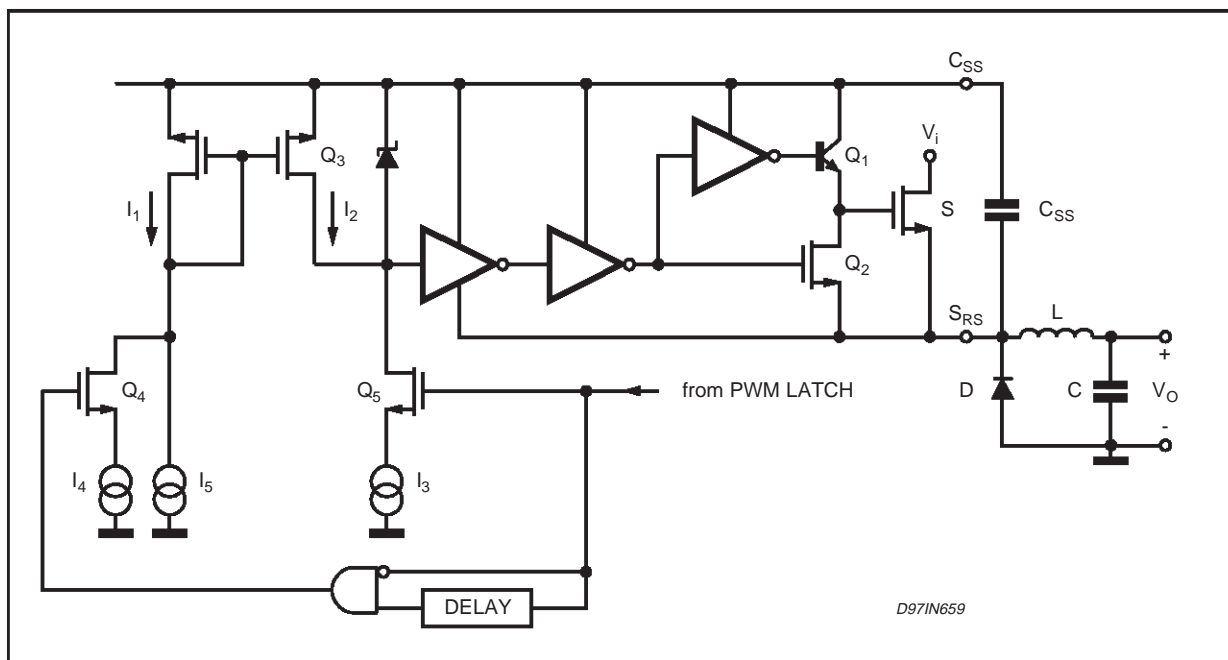 C_SS
V_i
Q_3
Q_1
I_1
I_2
S
C_SS
Q_2
S_RS
L
Q_4
Q_5
from PWM LATCH
D
C
V_O
+
-
I_4
I_5
I_3
DELAY
D97IN659